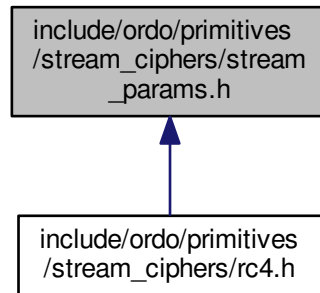 include/ordo/primitives
/stream_ciphers/stream
_params.h
include/ordo/primitives
/stream_ciphers/rc4.h